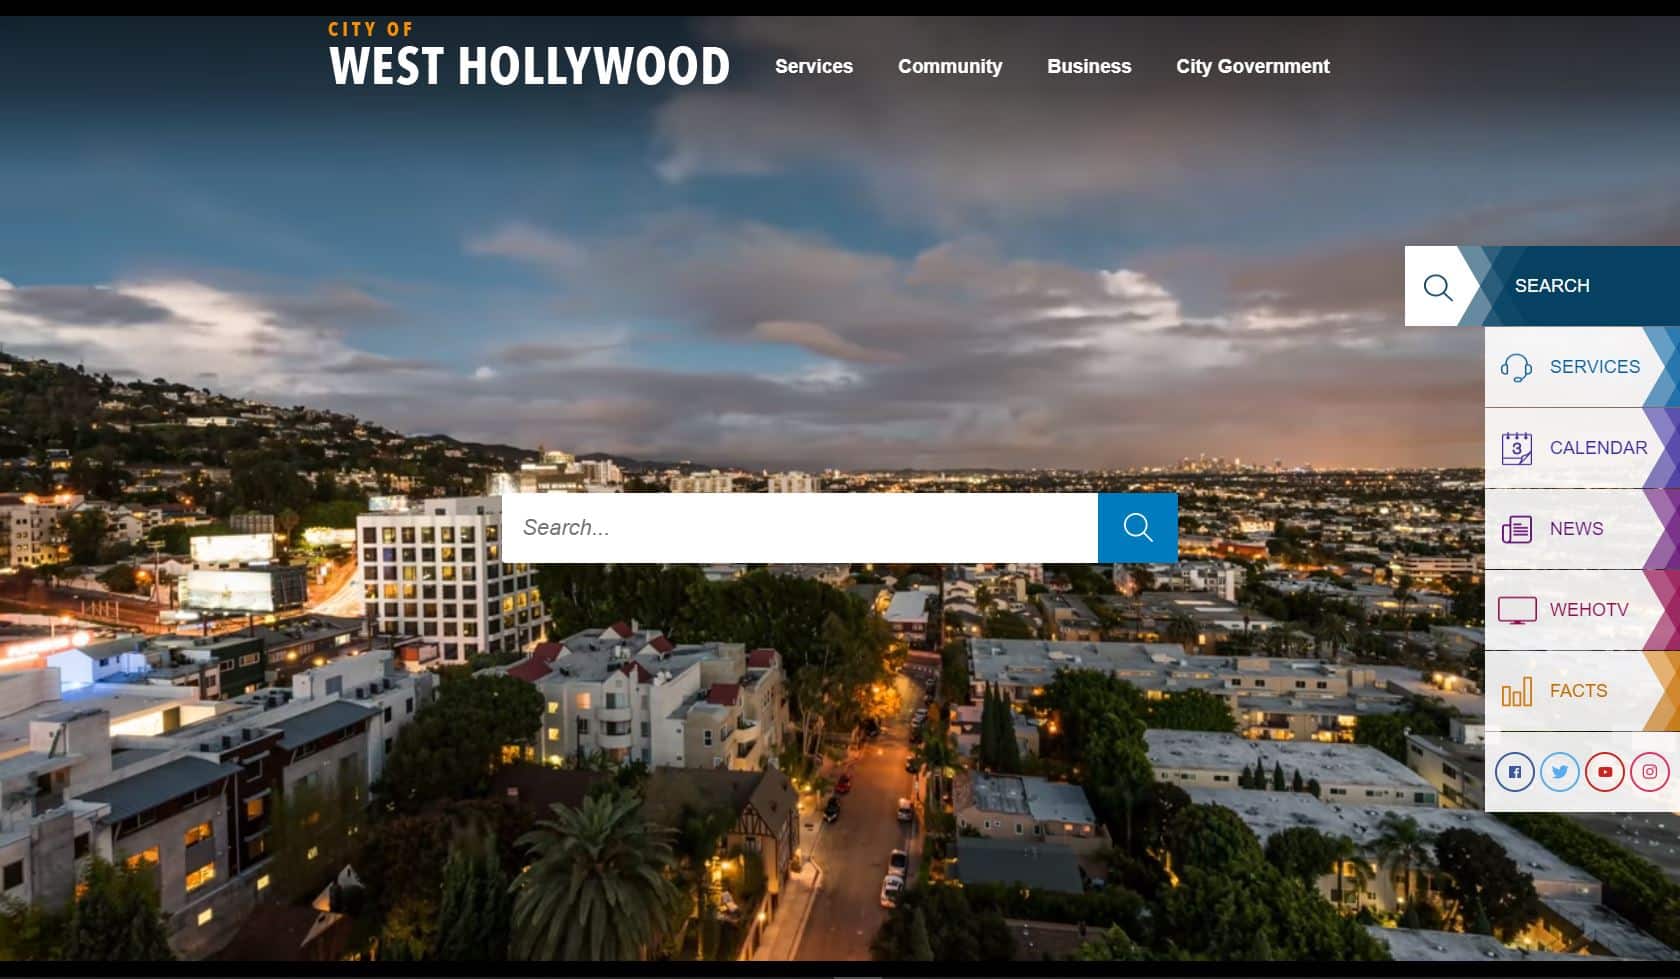 CITY OF
WEST HOLLYWOOD
Services Community Business City Government
SEARCH
SERVICES
3
CALENDAR
Search...
NEWS
WEHOTV
FACTS